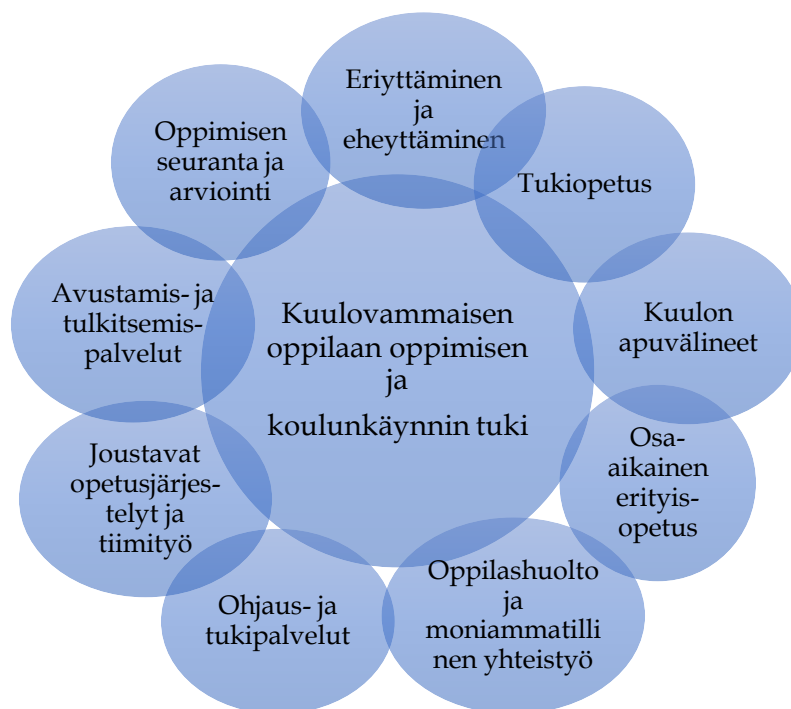 Eriyttäminen
ja
eheyttäminen
Tukiopetus
Kuulon
apuvälineet
Osa-
aikainen
erityis-
opetus
Oppilashuolto
ja
moniammatilli
nen yhteistyö
Ohjaus- ja
tukipalvelut
Joustavat
opetusjärjes-
telyt ja
tiimityö
Avustamis- ja
tulkitsemis-
palvelut
Oppimisen
seuranta ja
arviointi
Kuulovammaisen
oppilaan oppimisen
ja
koulunkäynnin tuki